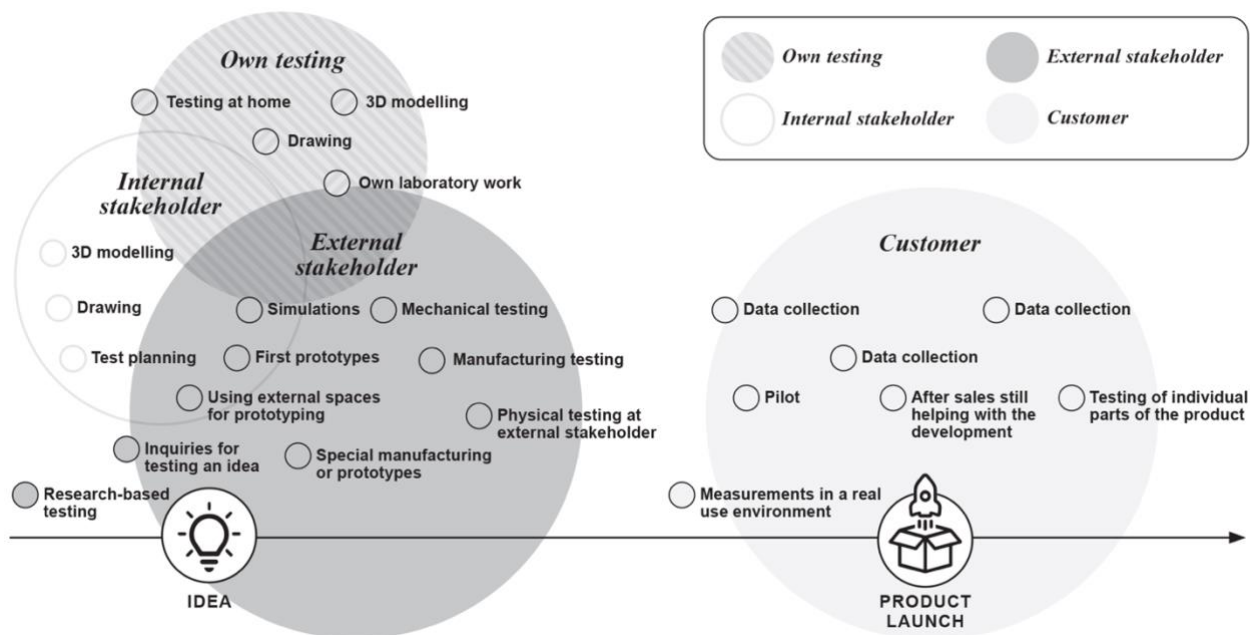 Own testing
Testing at home
3D modelling
Drawing
Own laboratory work
Internal
stakeholder
3D modelling
Drawing
Test planning
External
stakeholder
Simulations
Mechanical testing
First prototypes
Manufacturing testing
Using external spaces
for prototyping
Physical testing at
external stakeholder
Inquiries for
testing an idea
Special manufacturing
or prototypes
Research-based
testing
IDEA
Own testing
External stakeholder
Internal stakeholder
Customer
Customer
Data collection
Data collection
Data collection
Pilot
After sales still
helping with the
development
Testing of individual
parts of the product
Measurements in a real
use environment
PRODUCT
LAUNCH